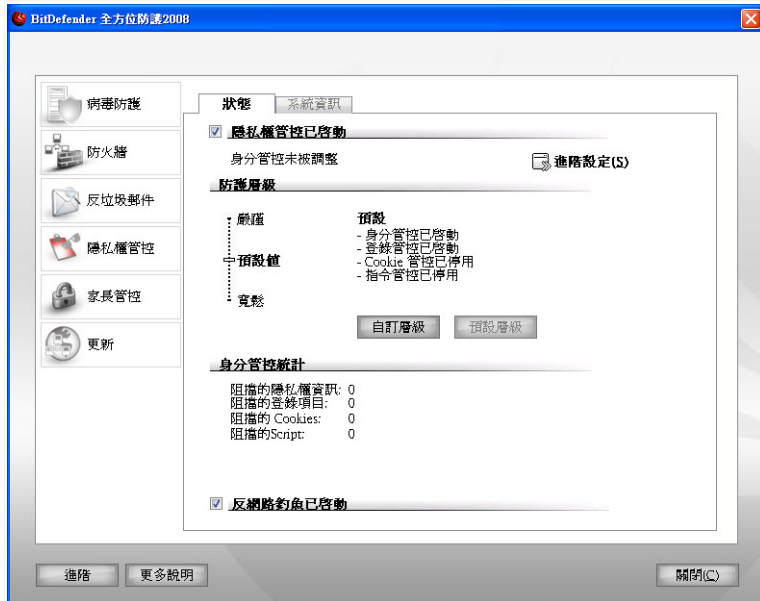 BitDefender 全方位防護2008
病毒防護
防火牆
反垃圾郵件
隱私權管控
家長管控
更新
狀態
系統資訊
隱私權管控已啓動
身分管控未被調整
進階設定(S)
防護層級
嚴謹
預設值
寬鬆
預設
- 身分管控已啓動
- 登錄管控已啓動
- Cookie 管控已停用
- 指令管控已停用
自訂層級
預設層級
身分管控統計
阻擋的隱私權資訊: 0
阻擋的登錄項目: 0
阻擋的 Cookies: 0
阻擋的Script: 0
反網路釣魚已啓動
進階
更多說明
關閉(C)